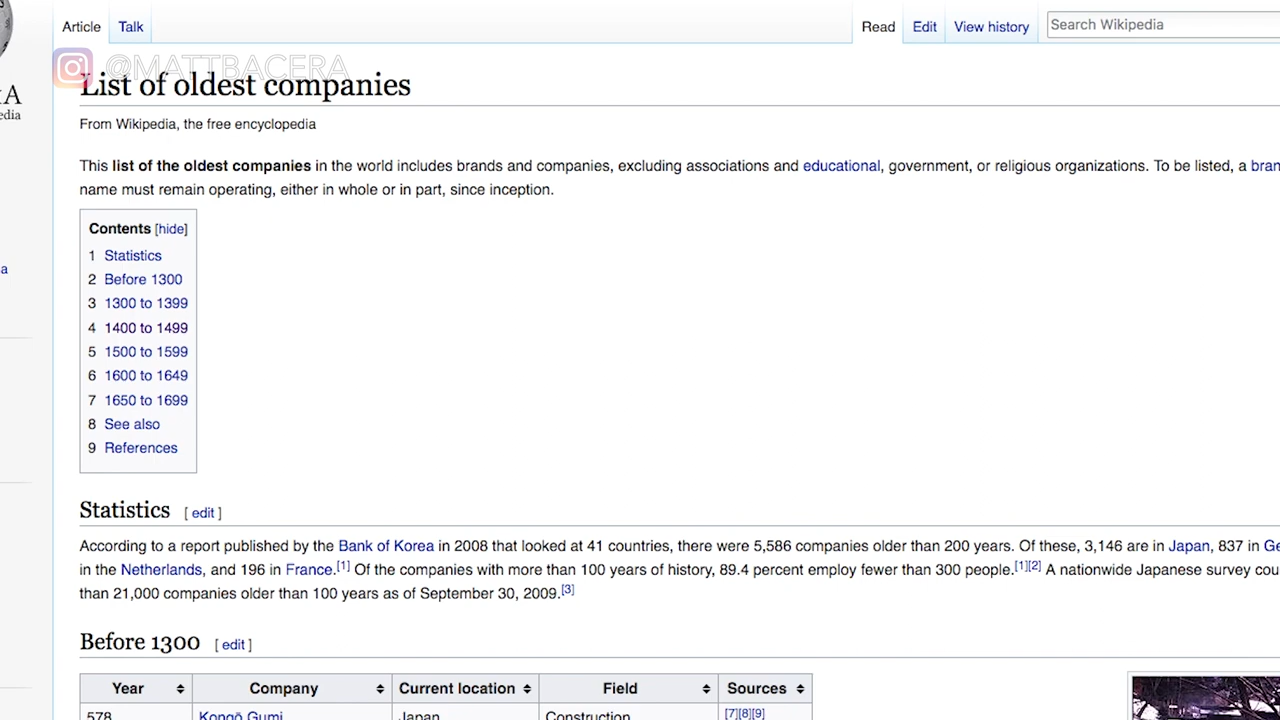 Article Talk Read Edit View history Search Wikipedia
@MATTBACERA
List of oldest companies
From Wikipedia, the free encyclopedia
This list of the oldest companies in the world includes brands and companies, excluding associations and educational, government, or religious organizations. To be listed, a
name must remain operating, either in whole or in part, since inception.
Contents [hide]
1 Statistics
2 Before 1300
3 1300 to 1399
4 1400 to 1499
5 1500 to 1599
6 1600 to 1649
7 1650 to 1699
8 See also
9 References
Statistics [ edit ]
According to a report published by the Bank of Korea in 2008 that looked at 41 countries, there were 5,586 companies older than 200 years. Of these, 3,146 are in Japan, 837 in
in the Netherlands, and 196 in France.[1] Of the companies with more than 100 years of history, 89.4 percent employ fewer than 300 people.[1][2] A nationwide Japanese survey
than 21,000 companies older than 100 years as of September 30, 2009.[3]
Before 1300 [ edit ]
Year Company Current location Field Sources
578 Kongō Gumi Japan Construction [7][8][9]